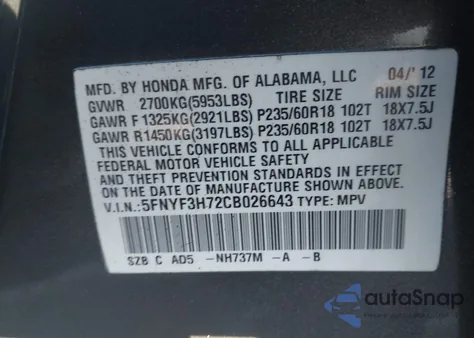 MFD. BY HONDA MFG. OF ALABAMA, LLC 04/12
GVWR 2700KG(5953LBS) TIRE SIZE RIM SIZE
GAWR F 1325KG(2921LBS) P235/60R18 102T 18X7.5J
GAWR R1450KG(3197LBS) P235/60R18 102T 18X7.5J
THIS VEHICLE CONFORMS TO ALL APPLICABLE
FEDERAL MOTOR VEHICLE SAFETY
AND THEFT PREVENTION STANDARDS IN EFFECT
ON THE DATE OF MANUFACTURE SHOWN ABOVE.
V.I.N.:5FNYF3H72CB026643 TYPE: MPV
SZB C AD5 -NH737M -A -B
autoSnap